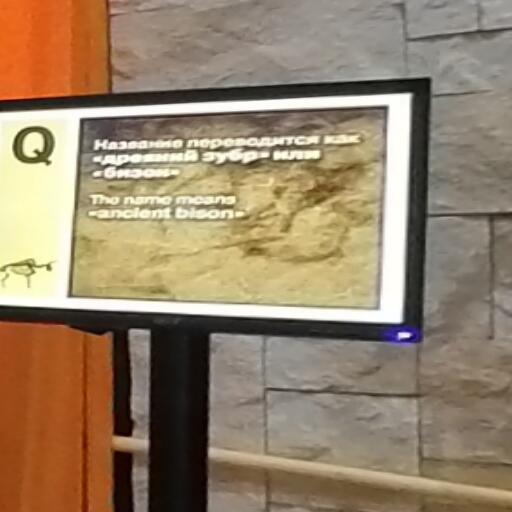 Q
Название переводится как
«древний зубр» или
«бизон»
The name means
«ancient bison»